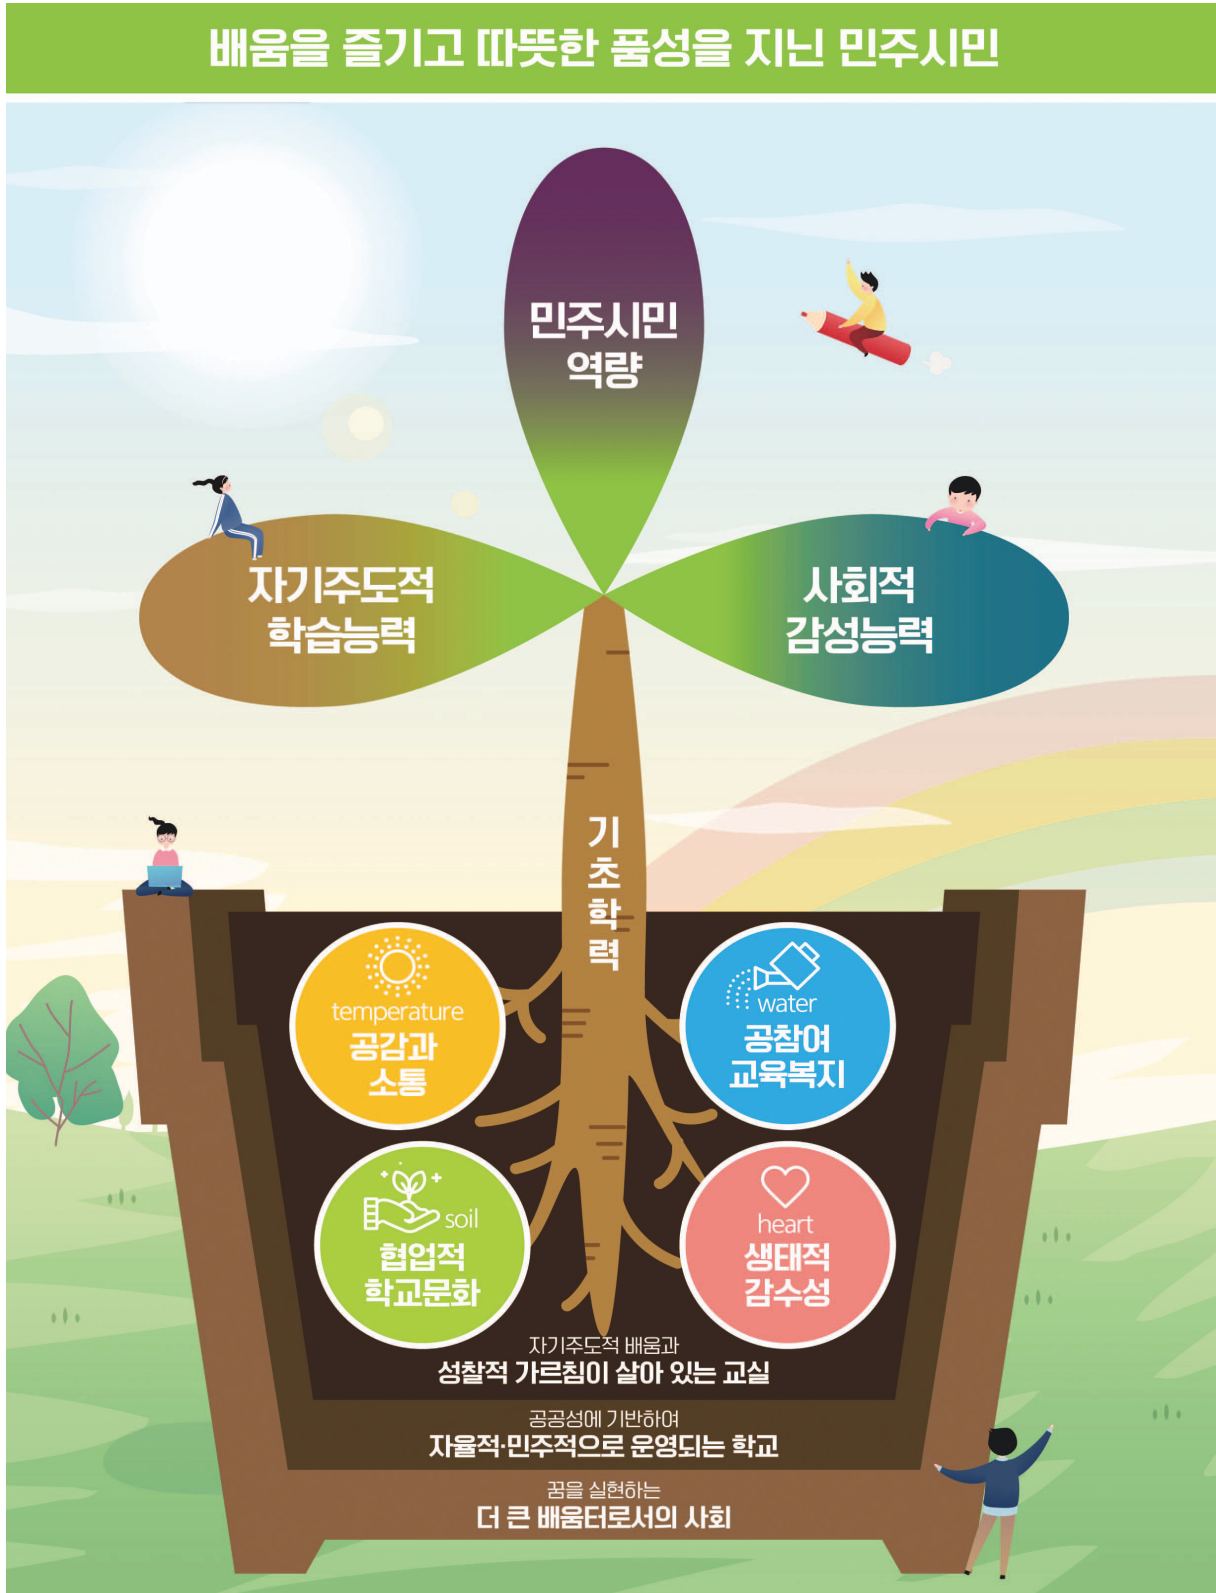 배움을 즐기고 따뜻한 품성을 지닌 민주시민
민주시민
역량
자기주도적
학습능력
사회적
감성능력
기
초
학
력
temperature
공감과
소통
water
공참여
교육복지
soil
협업적
학교문화
heart
생태적
감수성
자기주도적 배움과
성찰적 가르침이 살아 있는 교실
공공성에 기반하여
자율적·민주적으로 운영되는 학교
꿈을 실현하는
더 큰 배움터로서의 사회